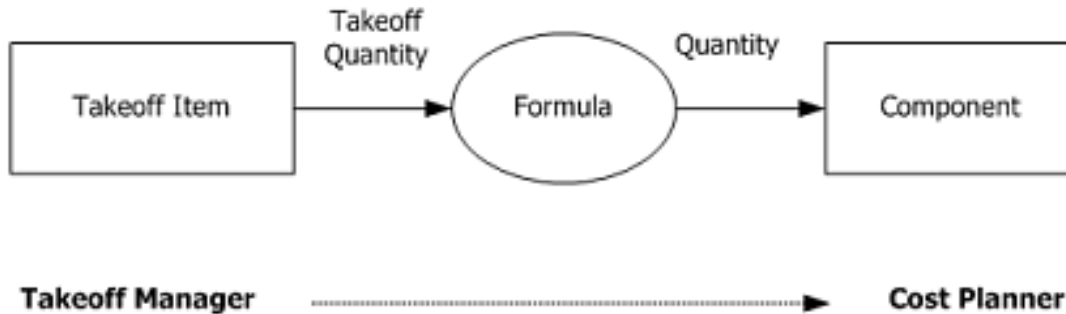 Takeoff
Quantity
Quantity
Takeoff Item
Formula
Component
Takeoff Manager
Cost Planner